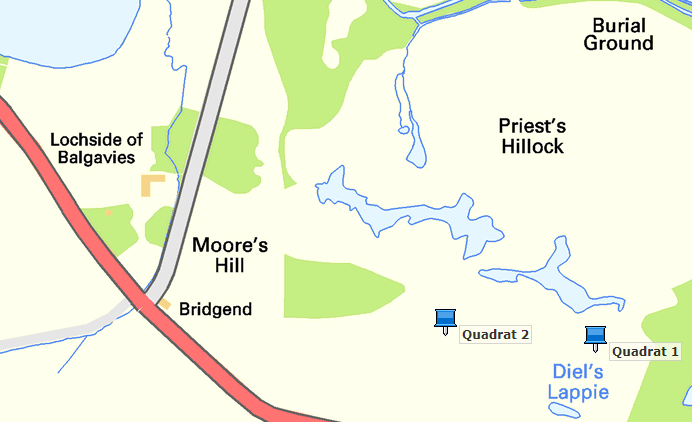 Burial
Ground
Priest's
Hillock
Lochside of
Balgavies
Moore's
Hill
Bridgend
Quadrat 2
Quadrat 1
Diel's
Lappie